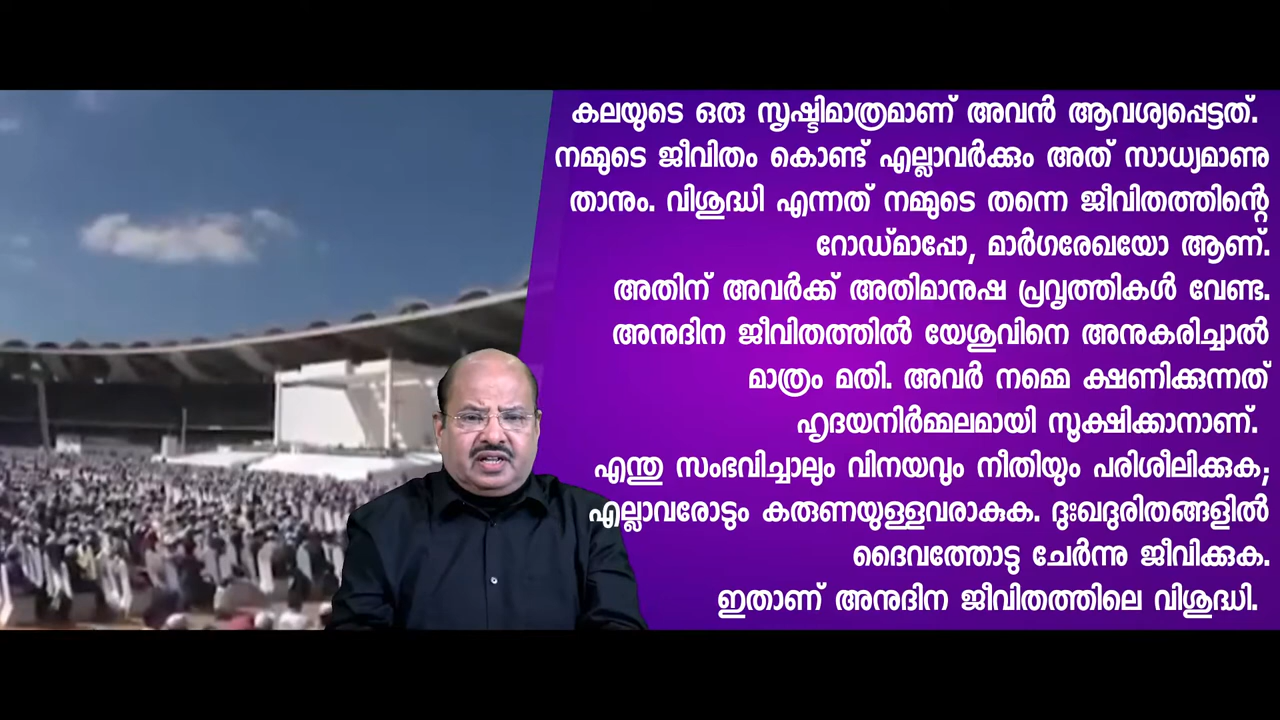 കലയുടെ ഒരു സൃഷ്ടിമാത്രമാണ് അവൻ ആവശ്യപ്പെട്ടത്.
നമ്മുടെ ജീവിതം കൊണ്ട് എല്ലാവർക്കും അത് സാധ്യമാണു
താനും. വിശുദ്ധി എന്നത് നമ്മുടെ തന്നെ ജീവിതത്തിന്റെ
റോഡ്മാപ്പോ, മാർഗരേഖയോ ആണ്.
അതിന് അവർക്ക് അതിമാനുഷ പ്രവൃത്തികൾ വേണ്ട.
അനുദിന ജീവിതത്തിൽ യേശുവിനെ അനുകരിച്ചാൽ
മാത്രം മതി. അവർ നമ്മെ ക്ഷണിക്കുന്നത്
ഹൃദയനിർമ്മലമായി സൂക്ഷിക്കാനാണ്.
എന്തു സംഭവിച്ചാലും വിനയവും നീതിയും പരിശീലിക്കുക;
എല്ലാവരോടും കരുണയുള്ളവരാകുക. ദുഃഖദുരിതങ്ങളിൽ
ദൈവത്തോടു ചേർന്നു ജീവിക്കുക.
ഇതാണ് അനുദിന ജീവിതത്തിലെ വിശുദ്ധി.